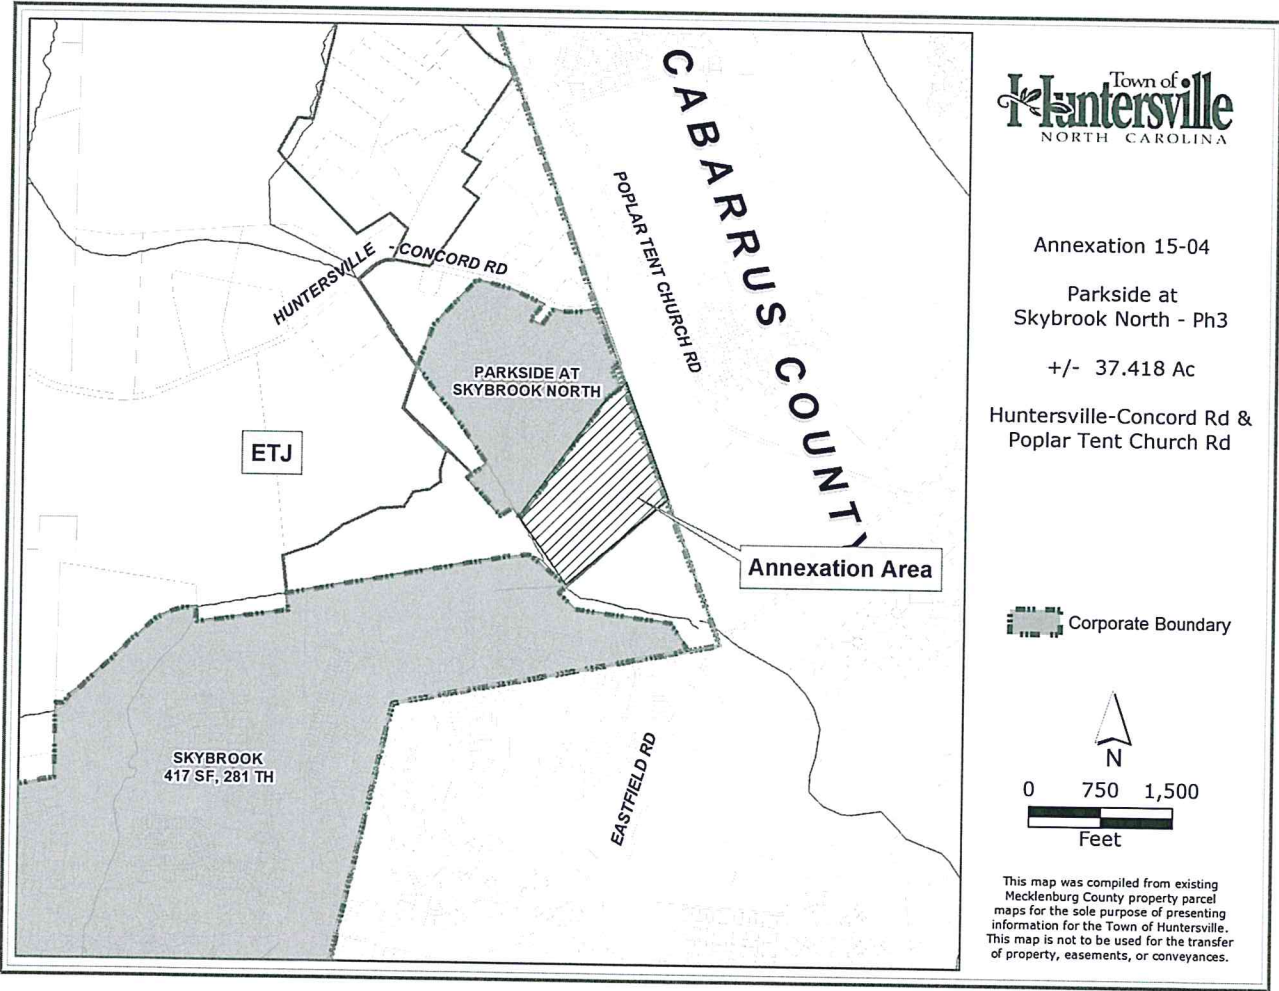 CABARRUS COUNTY
POPLAR TENT CHURCH RD
HUNTERSVILLE - CONCORD RD
PARKSIDE AT
SKYBROOK NORTH
ETJ
Annexation Area
SKYBROOK
417 SF, 281 TH
EASTFIELD RD
Town of
Huntersville
NORTH CAROLINA
Annexation 15-04
Parkside at
Skybrook North - Ph3
+/- 37.418 Ac
Huntersville-Concord Rd &
Poplar Tent Church Rd
Corporate Boundary
N
0 750 1,500
Feet
This map was compiled from existing
Mecklenburg County property parcel
maps for the sole purpose of presenting
information for the Town of Huntersville.
This map is not to be used for the transfer
of property, easements, or conveyances.